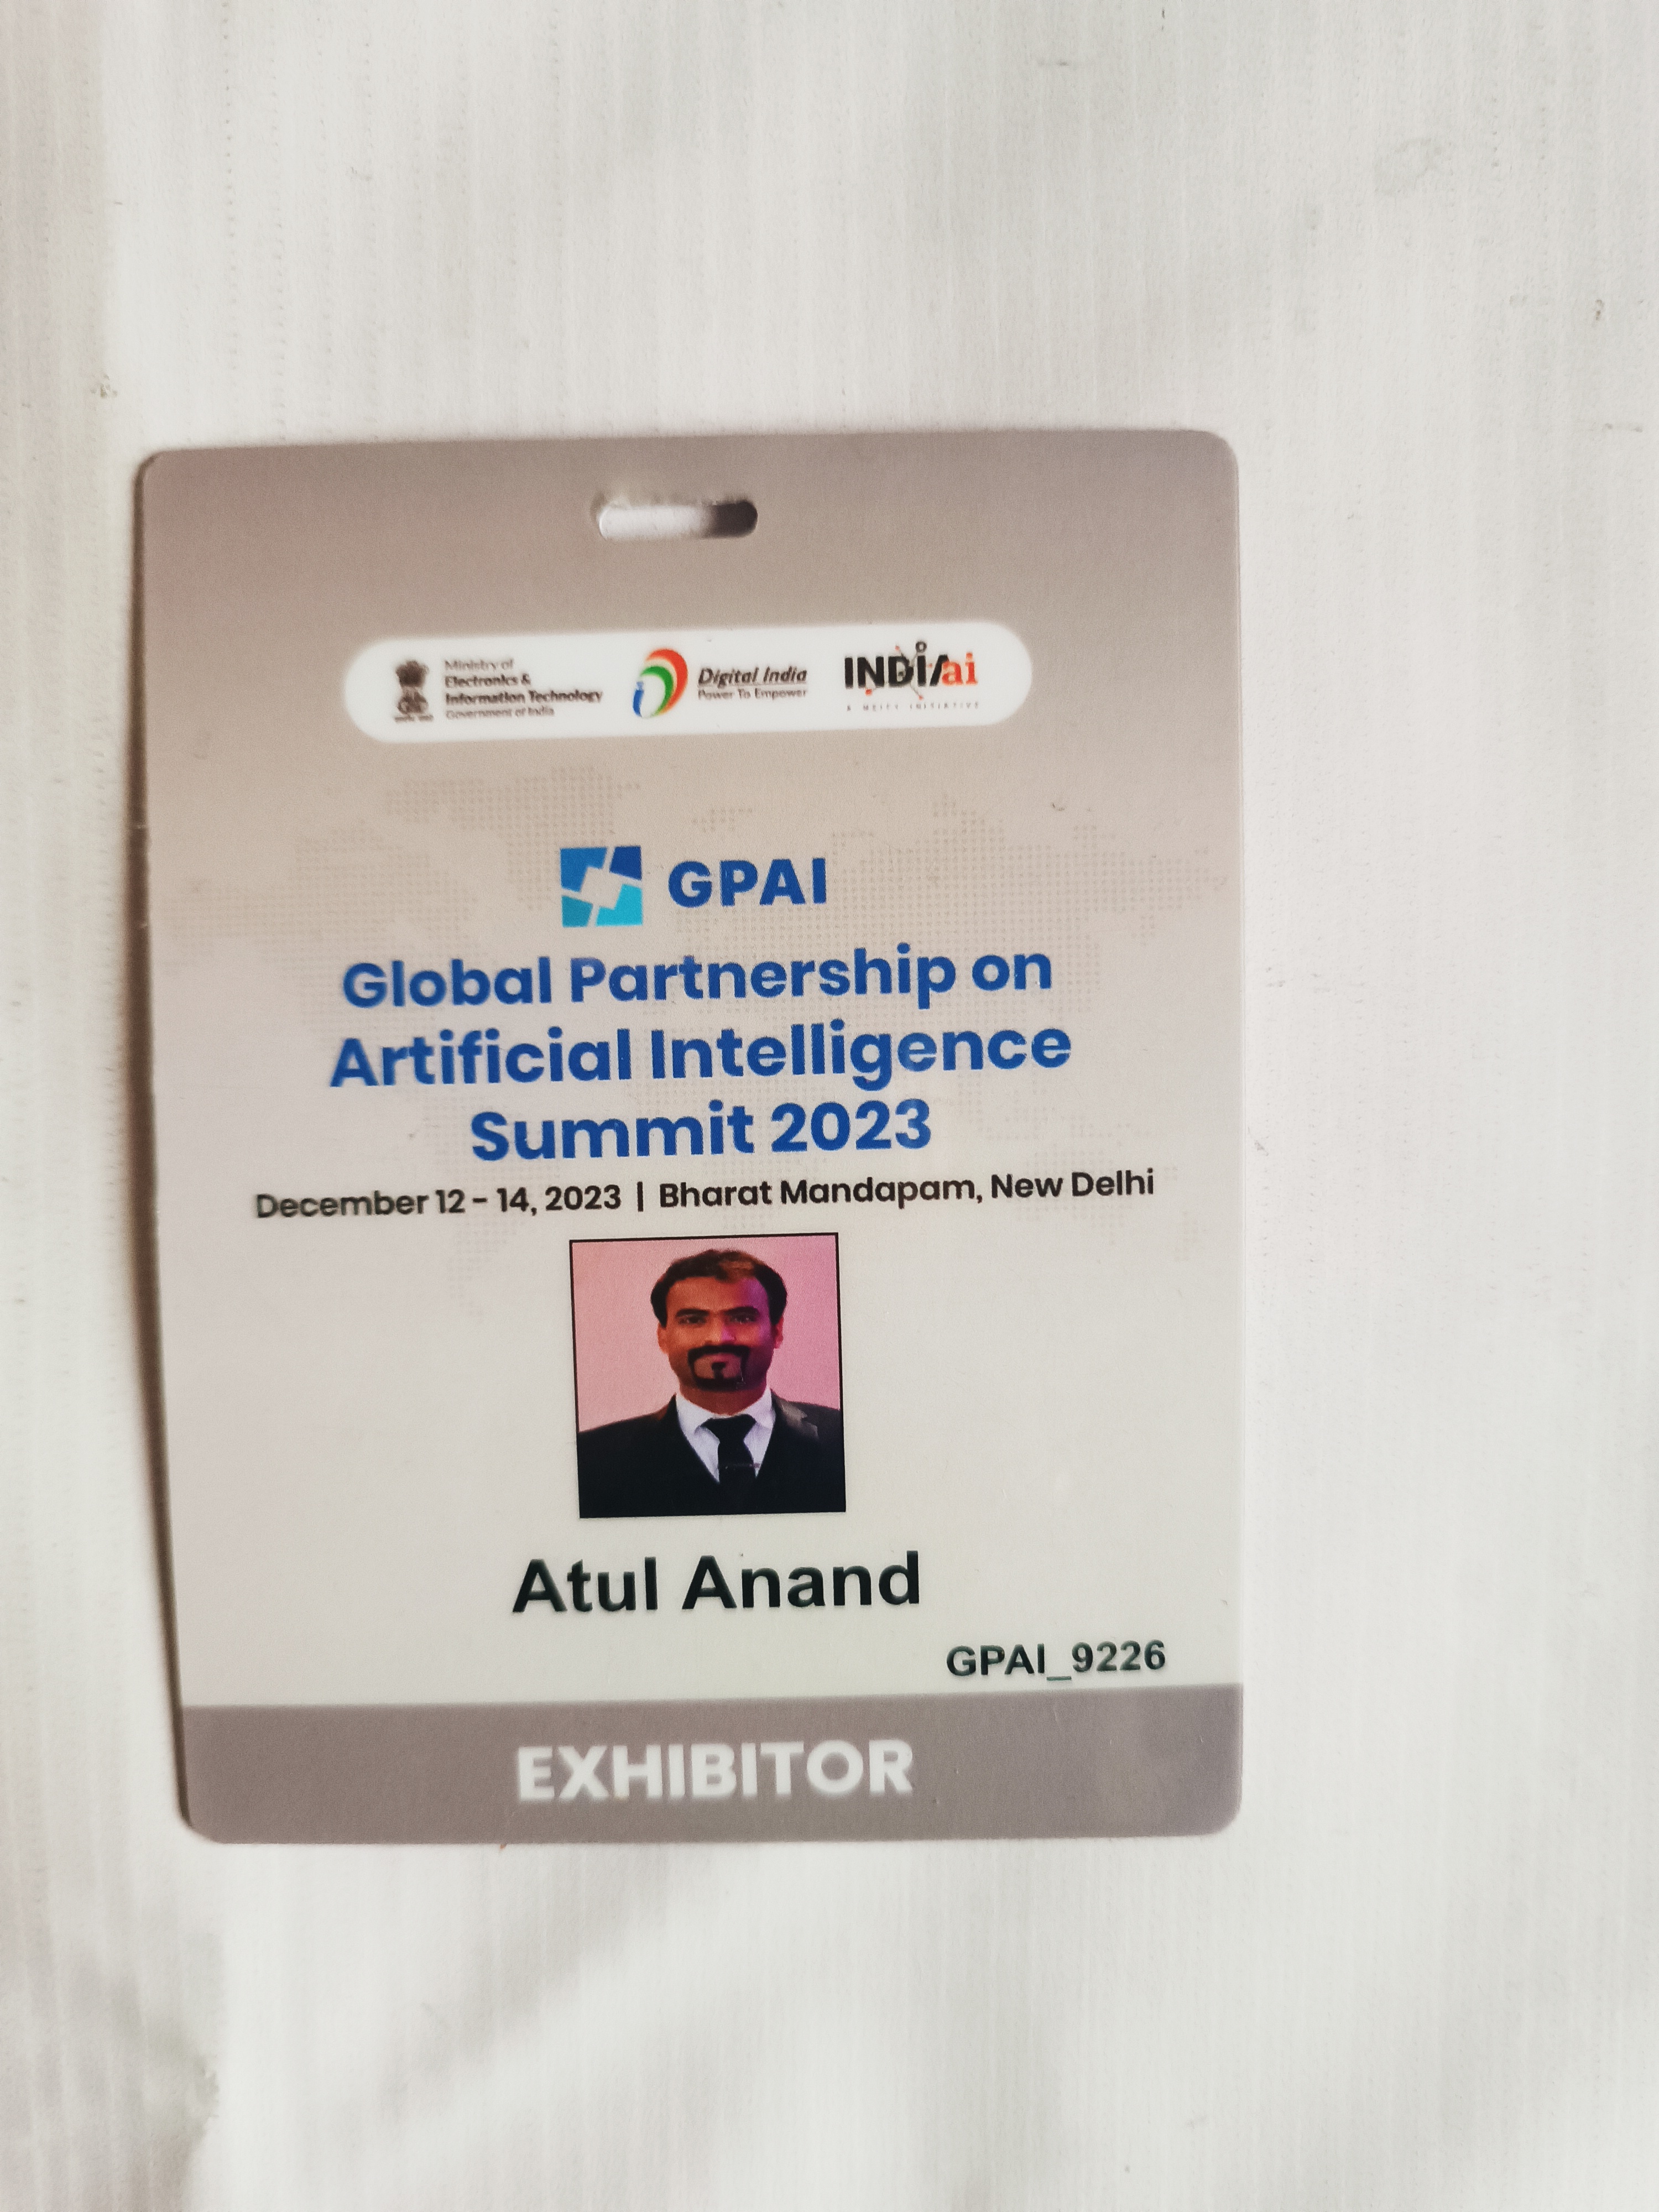 Ministry of
Electronics &
Information Technology
Government of India
Digital India
Power To Empower
INDIAai
A MEITY INITIATIVE
GPAI
Global Partnership on
Artificial Intelligence
Summit 2023
December 12 - 14, 2023 | Bharat Mandapam, New Delhi
Atul Anand
GPAI_9226
EXHIBITOR